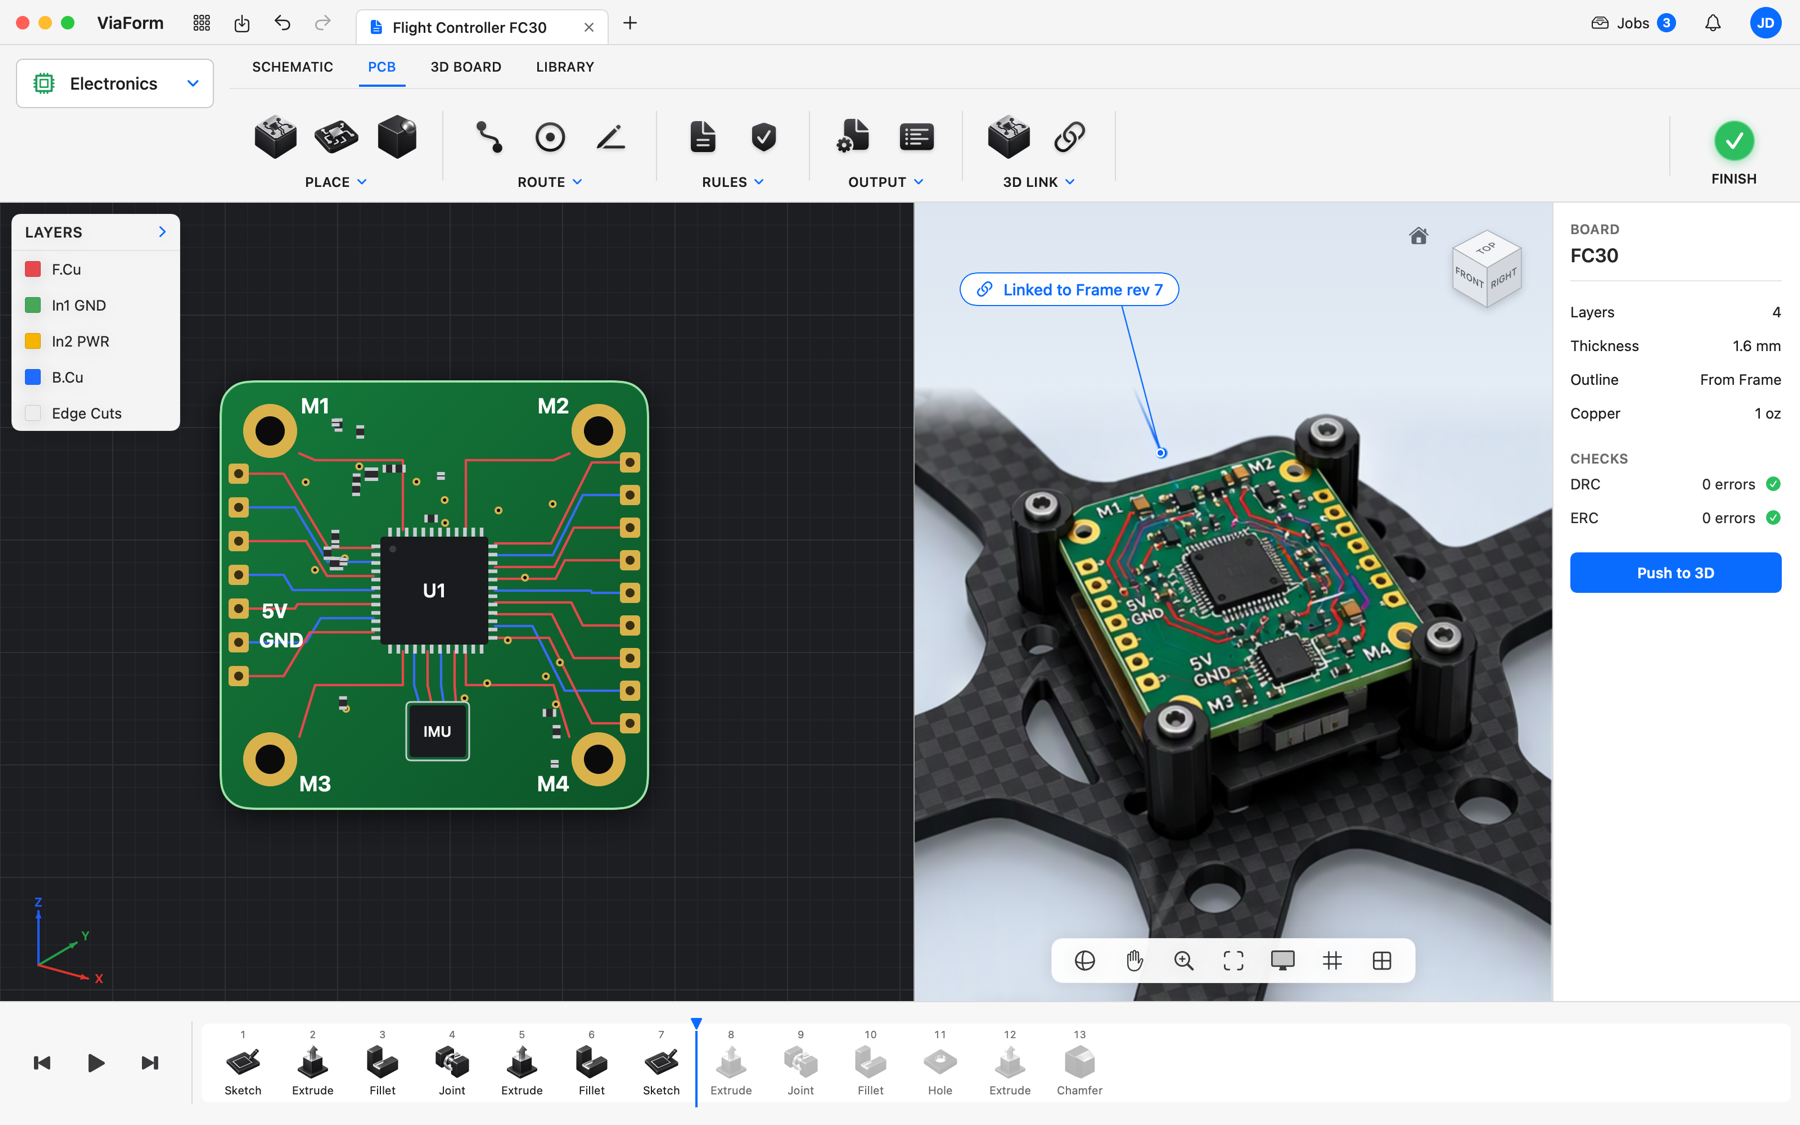 ViaForm
Flight Controller FC30
Jobs 3
JD
Electronics
SCHEMATIC
PCB
3D BOARD
LIBRARY
PLACE
ROUTE
RULES
OUTPUT
3D LINK
FINISH
LAYERS
F.Cu
In1 GND
In2 PWR
B.Cu
Edge Cuts
M1
M2
U1
5V
GND
IMU
M3
M4
Z
Y
X
Linked to Frame rev 7
TOP
FRONT
RIGHT
M2
M1
5V
GND
5V
GND
M4
M3
BOARD
FC30
Layers 4
Thickness 1.6 mm
Outline From Frame
Copper 1 oz
CHECKS
DRC 0 errors
ERC 0 errors
Push to 3D
1 2 3 4 5 6 7 8 9 10 11 12 13
Sketch Extrude Fillet Joint Extrude Fillet Sketch Extrude Joint Fillet Hole Extrude Chamfer